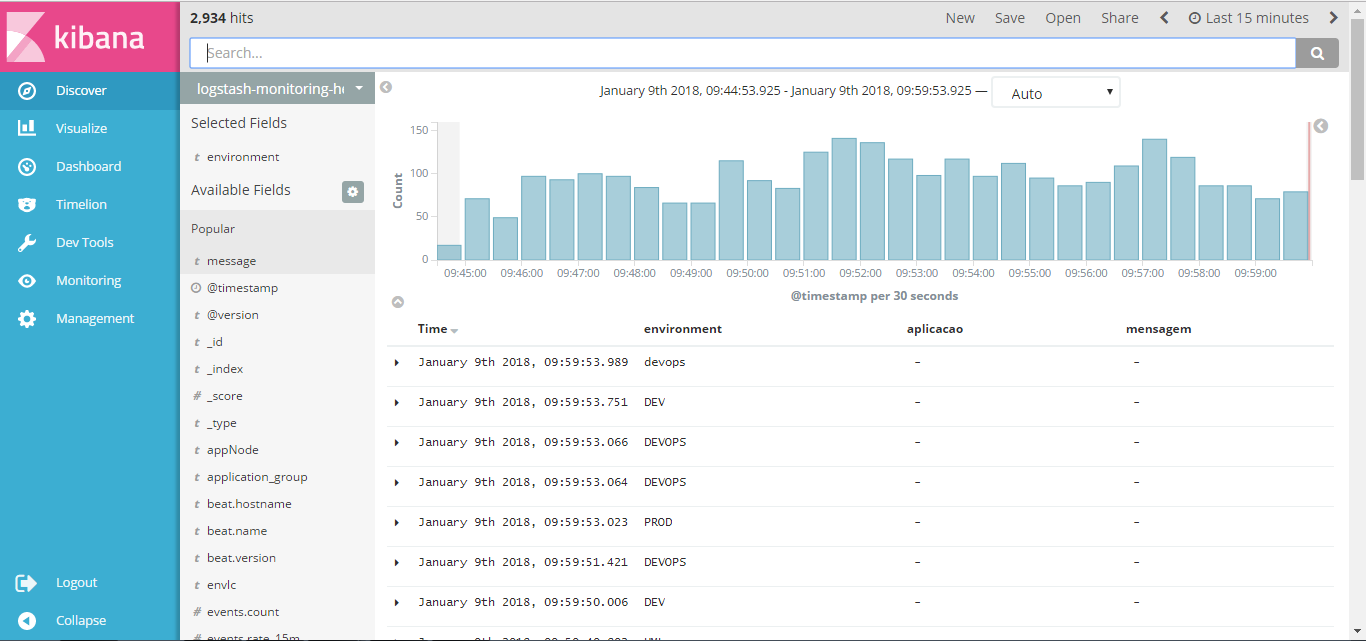 kibana
Discover
Visualize
Dashboard
Timelion
Dev Tools
Monitoring
Management
Logout
Collapse
2,934 hits
New Save Open Share Last 15 minutes
Search...
logstash-monitoring-h
Selected Fields
t environment
Available Fields
Popular
t message
@timestamp
t @version
t _id
t _index
# _score
t _type
t appNode
t application_group
t beat.hostname
t beat.name
t beat.version
t envlc
# events.count
# events.rate_15m
January 9th 2018, 09:44:53.925 - January 9th 2018, 09:59:53.925 — Auto
Count
150
100
50
0
09:45:00 09:46:00 09:47:00 09:48:00 09:49:00 09:50:00 09:51:00 09:52:00 09:53:00 09:54:00 09:55:00 09:56:00 09:57:00 09:58:00 09:59:00
@timestamp per 30 seconds
Time environment aplicacao mensagem
January 9th 2018, 09:59:53.989 devops - -
January 9th 2018, 09:59:53.751 DEV - -
January 9th 2018, 09:59:53.066 DEVOPS - -
January 9th 2018, 09:59:53.064 DEVOPS - -
January 9th 2018, 09:59:53.023 PROD - -
January 9th 2018, 09:59:51.421 DEVOPS - -
January 9th 2018, 09:59:50.006 DEV - -